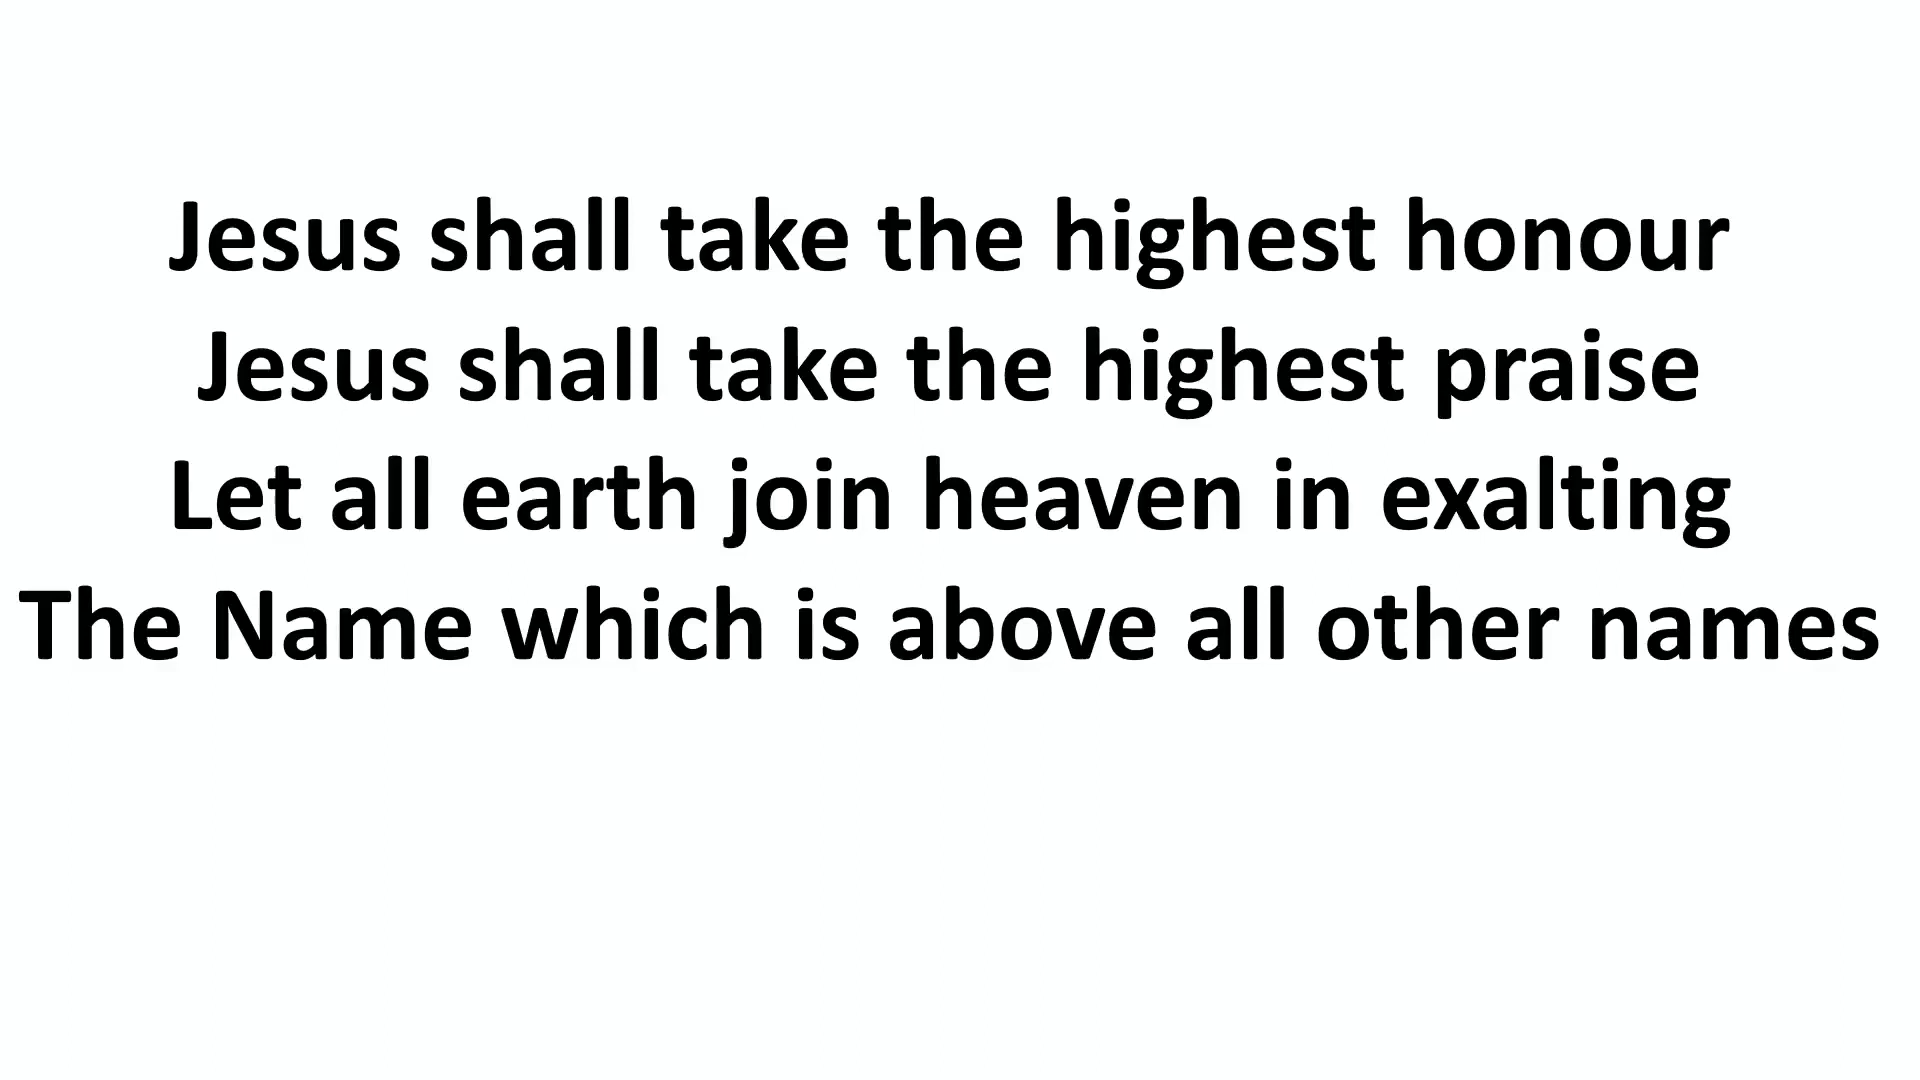 Jesus shall take the highest honour
Jesus shall take the highest praise
Let all earth join heaven in exalting
The Name which is above all other names